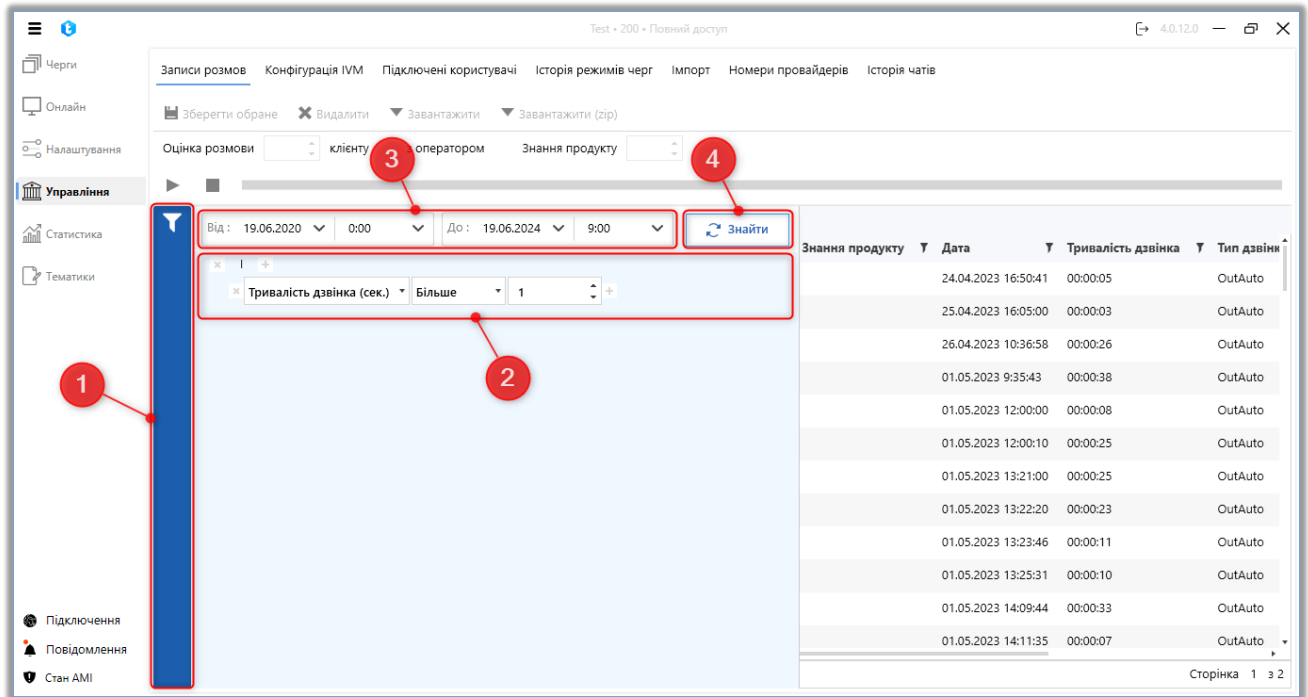 Test • 200 • Повний доступ
4.0.12.0
Черги
Онлайн
Налаштування
Управління
Статистика
Тематики
Підключення
Повідомлення
Стан AMI
Записи розмов Конфігурація IVM Підключені користувачі Історія режимів черг Імпорт Номери провайдерів Історія чатів
Зберегти обране Видалити Завантажити Завантажити (zip)
Оцінка розмови клієнту оператором Знання продукту
3
4
Від : 19.06.2020 0:00 До : 19.06.2024 9:00 Знайти
І
Тривалість дзвінка (сек.) Більше 1
1
2
Знання продукту Дата Тривалість дзвінка Тип дзвінк
24.04.2023 16:50:41 00:00:05 OutAuto
25.04.2023 16:05:00 00:00:03 OutAuto
26.04.2023 10:36:58 00:00:26 OutAuto
01.05.2023 9:35:43 00:00:38 OutAuto
01.05.2023 12:00:00 00:00:08 OutAuto
01.05.2023 12:00:10 00:00:25 OutAuto
01.05.2023 13:21:00 00:00:25 OutAuto
01.05.2023 13:22:20 00:00:23 OutAuto
01.05.2023 13:23:46 00:00:11 OutAuto
01.05.2023 13:25:31 00:00:10 OutAuto
01.05.2023 14:09:44 00:00:33 OutAuto
01.05.2023 14:11:35 00:00:07 OutAuto
Сторінка 1 з 2